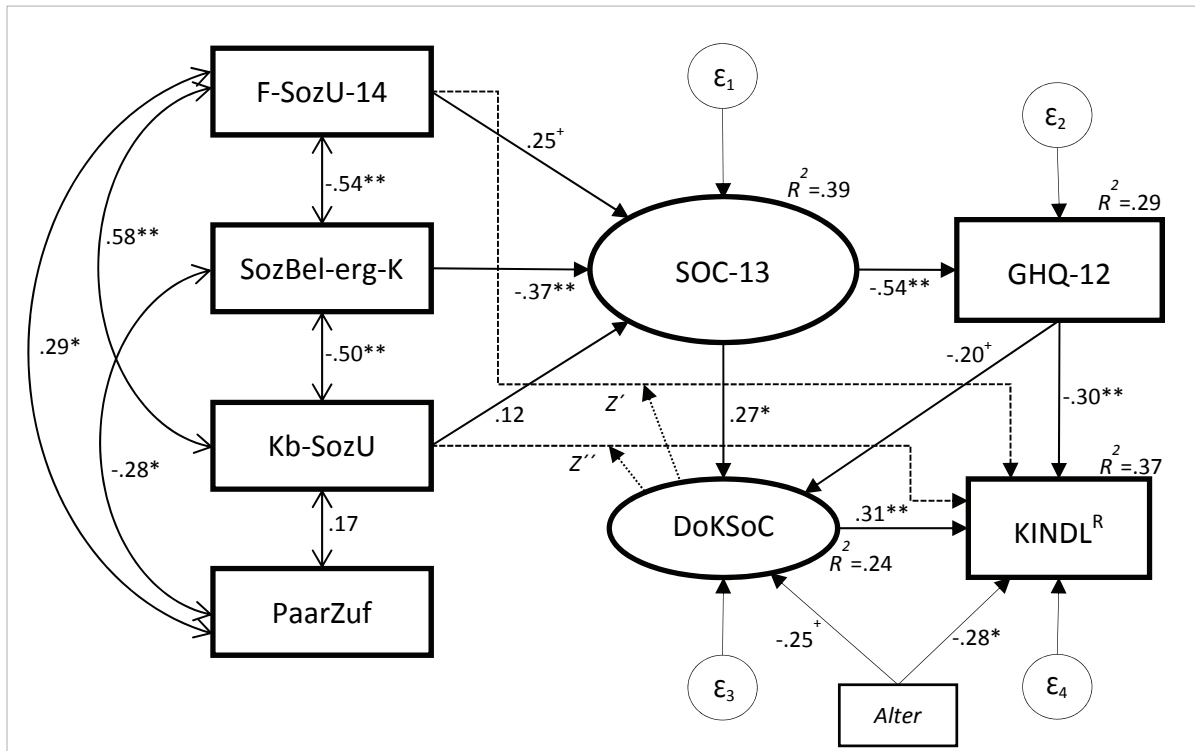 F-SozU-14
ε1
ε2
.25+
R2=.39
R2=.29
-.54**
.58**
SozBel-erg-K
SOC-13
GHQ-12
-.37**
-.54**
.29*
-.50**
-.20+
-.30**
Z′
.27*
.12
Kb-SozU
Z′′
-.28*
R2=.37
.31**
.17
DoKSoC
KINDLR
R2=.24
PaarZuf
-.25+
-.28*
ε3
ε4
Alter